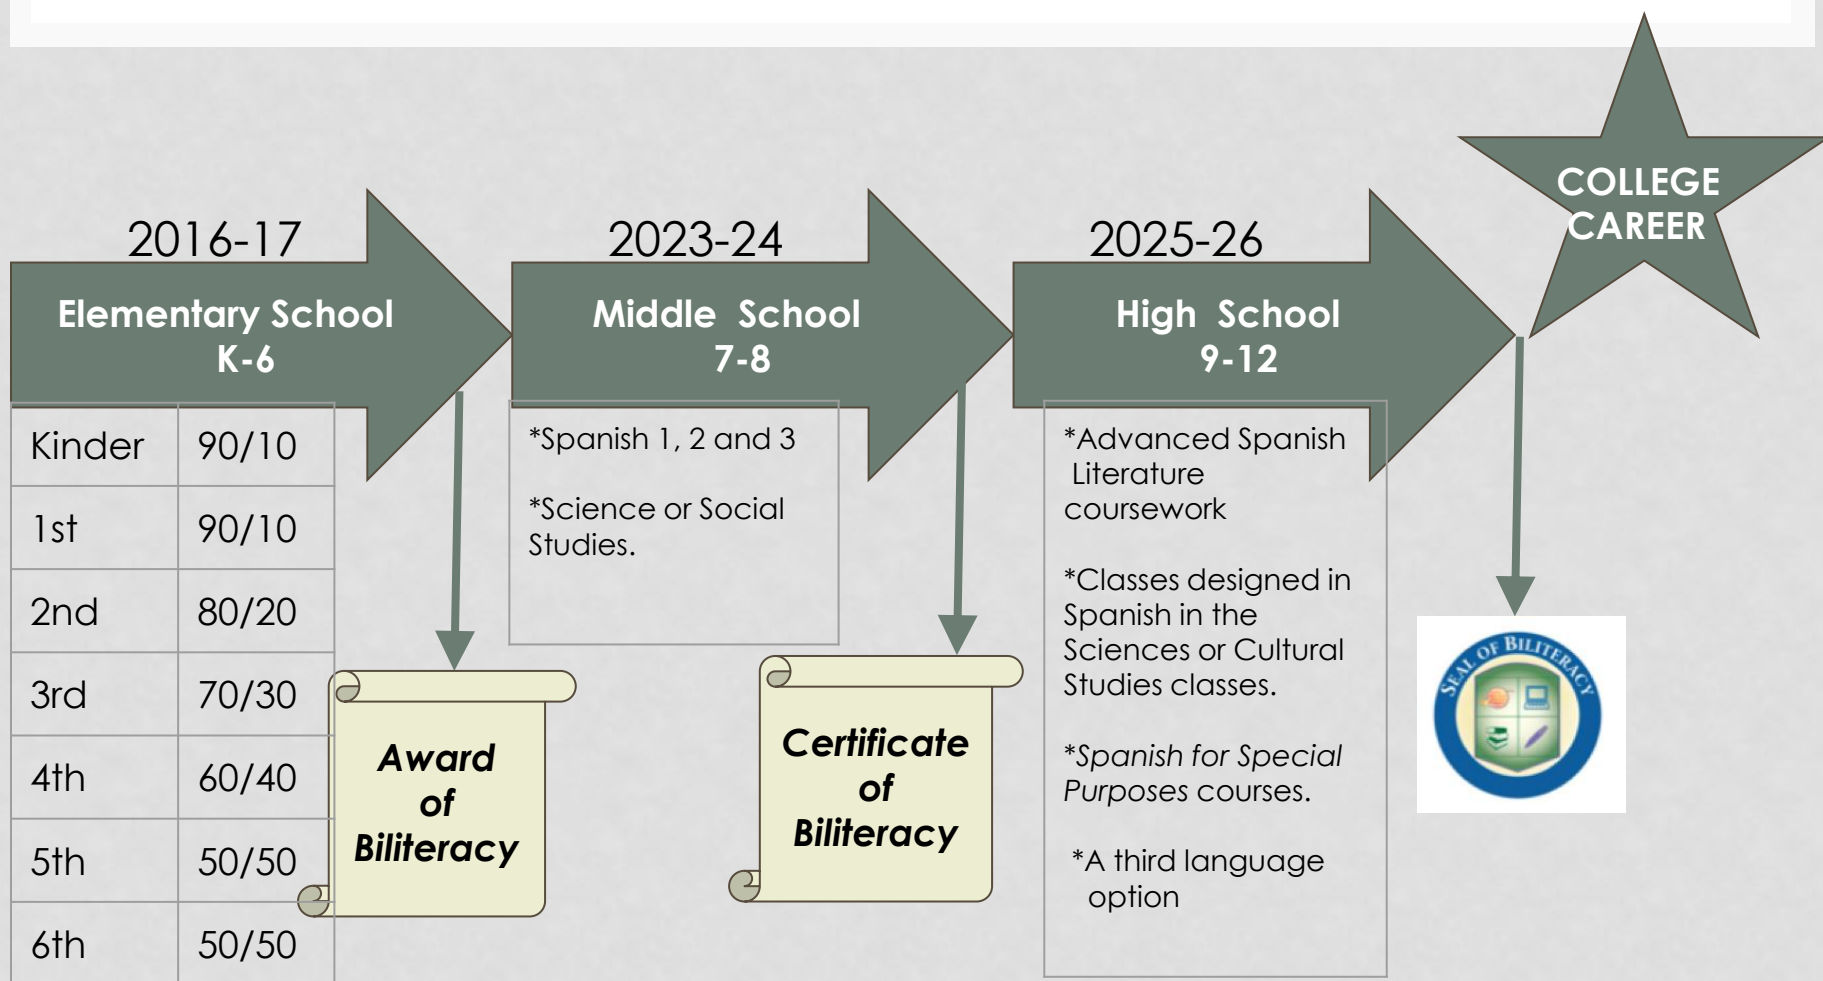 COLLEGE
CAREER
2016-17
Elementary School
K-6
Kinder 90/10
1st 90/10
2nd 80/20
3rd 70/30
4th 60/40
5th 50/50
6th 50/50
Award
of
Biliteracy
2023-24
Middle School
7-8
*Spanish 1, 2 and 3
*Science or Social
Studies.
Certificate
of
Biliteracy
2025-26
High School
9-12
*Advanced Spanish
Literature
coursework
*Classes designed in
Spanish in the
Sciences or Cultural
Studies classes.
*Spanish for Special
Purposes courses.
*A third language
option
SEAL OF BILITERACY